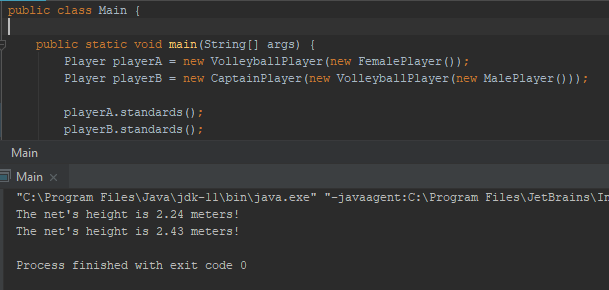 public class Main {
public static void main(String[] args) {
Player playerA = new VolleyballPlayer(new FemalePlayer());
Player playerB = new CaptainPlayer(new VolleyballPlayer(new MalePlayer()));
playerA.standards();
playerB.standards();
Main
Main ×
"C:\Program Files\Java\jdk-11\bin\java.exe" "-javaagent:C:\Program Files\JetBrains\In
The net's height is 2.24 meters!
The net's height is 2.43 meters!
Process finished with exit code 0